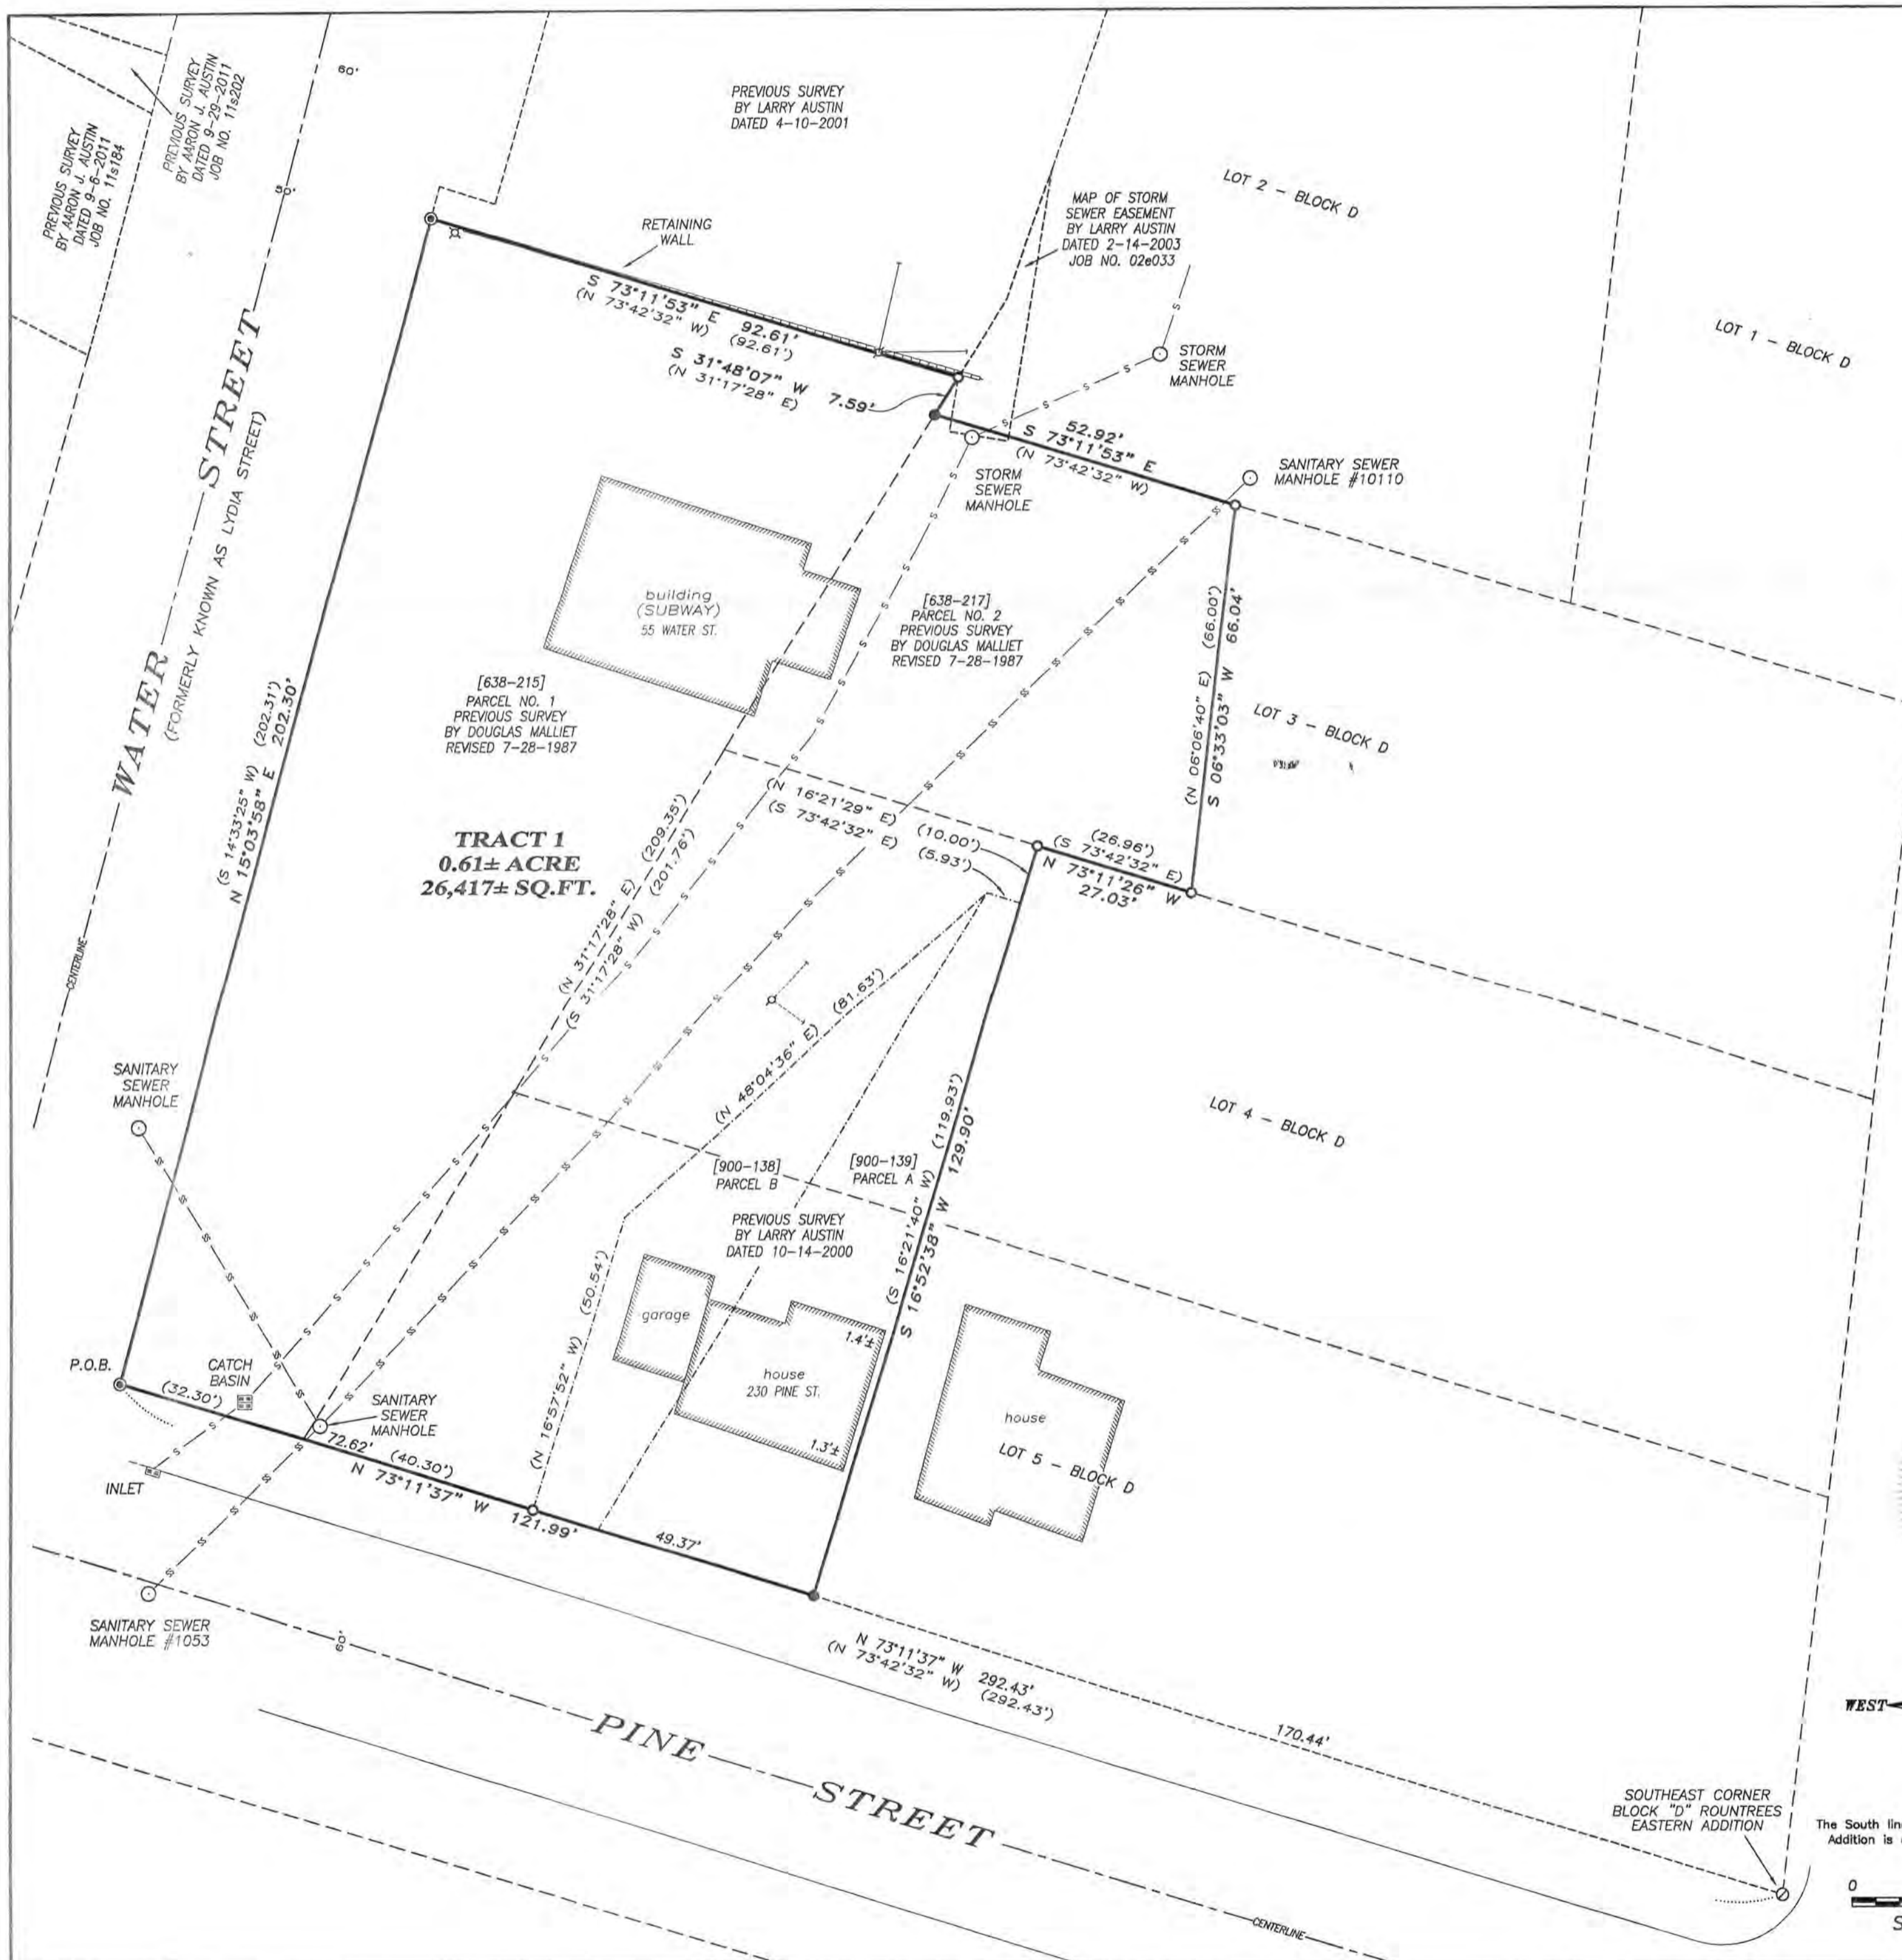 60'
PREVIOUS SURVEY
BY AARON J. AUSTIN
DATED 9-29-2011
JOB NO. 11s202
PREVIOUS SURVEY
BY AARON J. AUSTIN
DATED 9-6-2011
JOB NO. 11s184
50'
PREVIOUS SURVEY
BY LARRY AUSTIN
DATED 4-10-2001
LOT 2 - BLOCK D
MAP OF STORM
SEWER EASEMENT
BY LARRY AUSTIN
DATED 2-14-2003
JOB NO. 02e033
RETAINING
WALL
S 73°11'53" E 92.61'
(N 73°42'32" W) (92.61')
S 31°48'07" W 7.59'
(N 31°17'28" E)
STORM
SEWER
MANHOLE
LOT 1 - BLOCK D
52.92'
S 73°11'53" E
(N 73°42'32" W)
SANITARY SEWER
MANHOLE #10110
STORM
SEWER
MANHOLE
WATER STREET
(FORMERLY KNOWN AS LYDIA STREET)
building
(SUBWAY)
55 WATER ST.
[638-217]
PARCEL NO. 2
PREVIOUS SURVEY
BY DOUGLAS MALLIET
REVISED 7-28-1987
(N 06°06'40" E) (66.00')
S 06°33'03" W 66.04'
[638-215]
PARCEL NO. 1
PREVIOUS SURVEY
BY DOUGLAS MALLIET
REVISED 7-28-1987
LOT 3 - BLOCK D
(S 14°33'25" W) (202.31')
N 15°03'58" E 202.30'
(N 16°21'29" E) (10.00')
(S 73°42'32" E) (5.93')
(26.96')
(S 73°42'32" E)
N 73°11'26" W
27.03'
TRACT 1
0.61± ACRE
26,417± SQ.FT.
(N 31°17'28" E) (209.35')
(S 31°17'28" W) (201.76')
CENTERLINE
(N 48°04'36" E) (81.63')
SANITARY
SEWER
MANHOLE
(S 16°21'40" W) (119.93')
S 16°52'38" W 129.90'
LOT 4 - BLOCK D
[900-138]
PARCEL B
[900-139]
PARCEL A
PREVIOUS SURVEY
BY LARRY AUSTIN
DATED 10-14-2000
(N 16°57'52" W) (50.54')
garage
1.4'±
house
230 PINE ST.
1.3'±
house
LOT 5 - BLOCK D
P.O.B.
(32.30')
CATCH
BASIN
SANITARY
SEWER
MANHOLE
72.62' (40.30')
N 73°11'37" W 121.99'
49.37'
INLET
SANITARY SEWER
MANHOLE #1053
60'
N 73°11'37" W 292.43'
(N 73°42'32" W) (292.43')
170.44'
WEST
PINE STREET
SOUTHEAST CORNER
BLOCK "D" ROUNTREES
EASTERN ADDITION
The South lin
Addition is
0
S
CENTERLINE